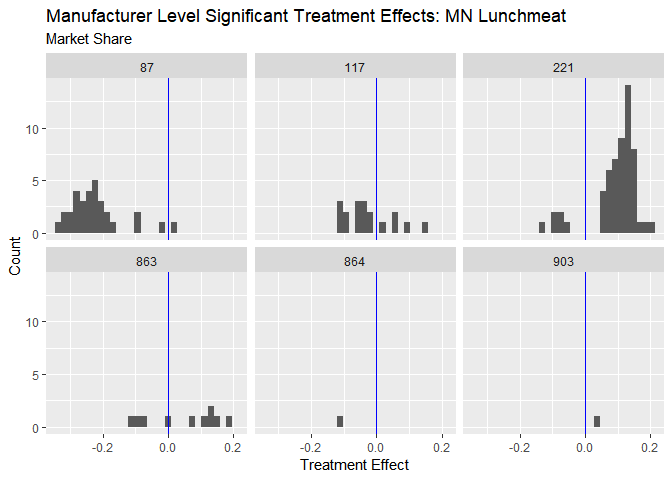 Manufacturer Level Significant Treatment Effects: MN Lunchmeat
Market Share
87 117 221
10
5
0
863 864 903
10
5
0
Count
-0.2 0.0 0.2 -0.2 0.0 0.2 -0.2 0.0 0.2
Treatment Effect